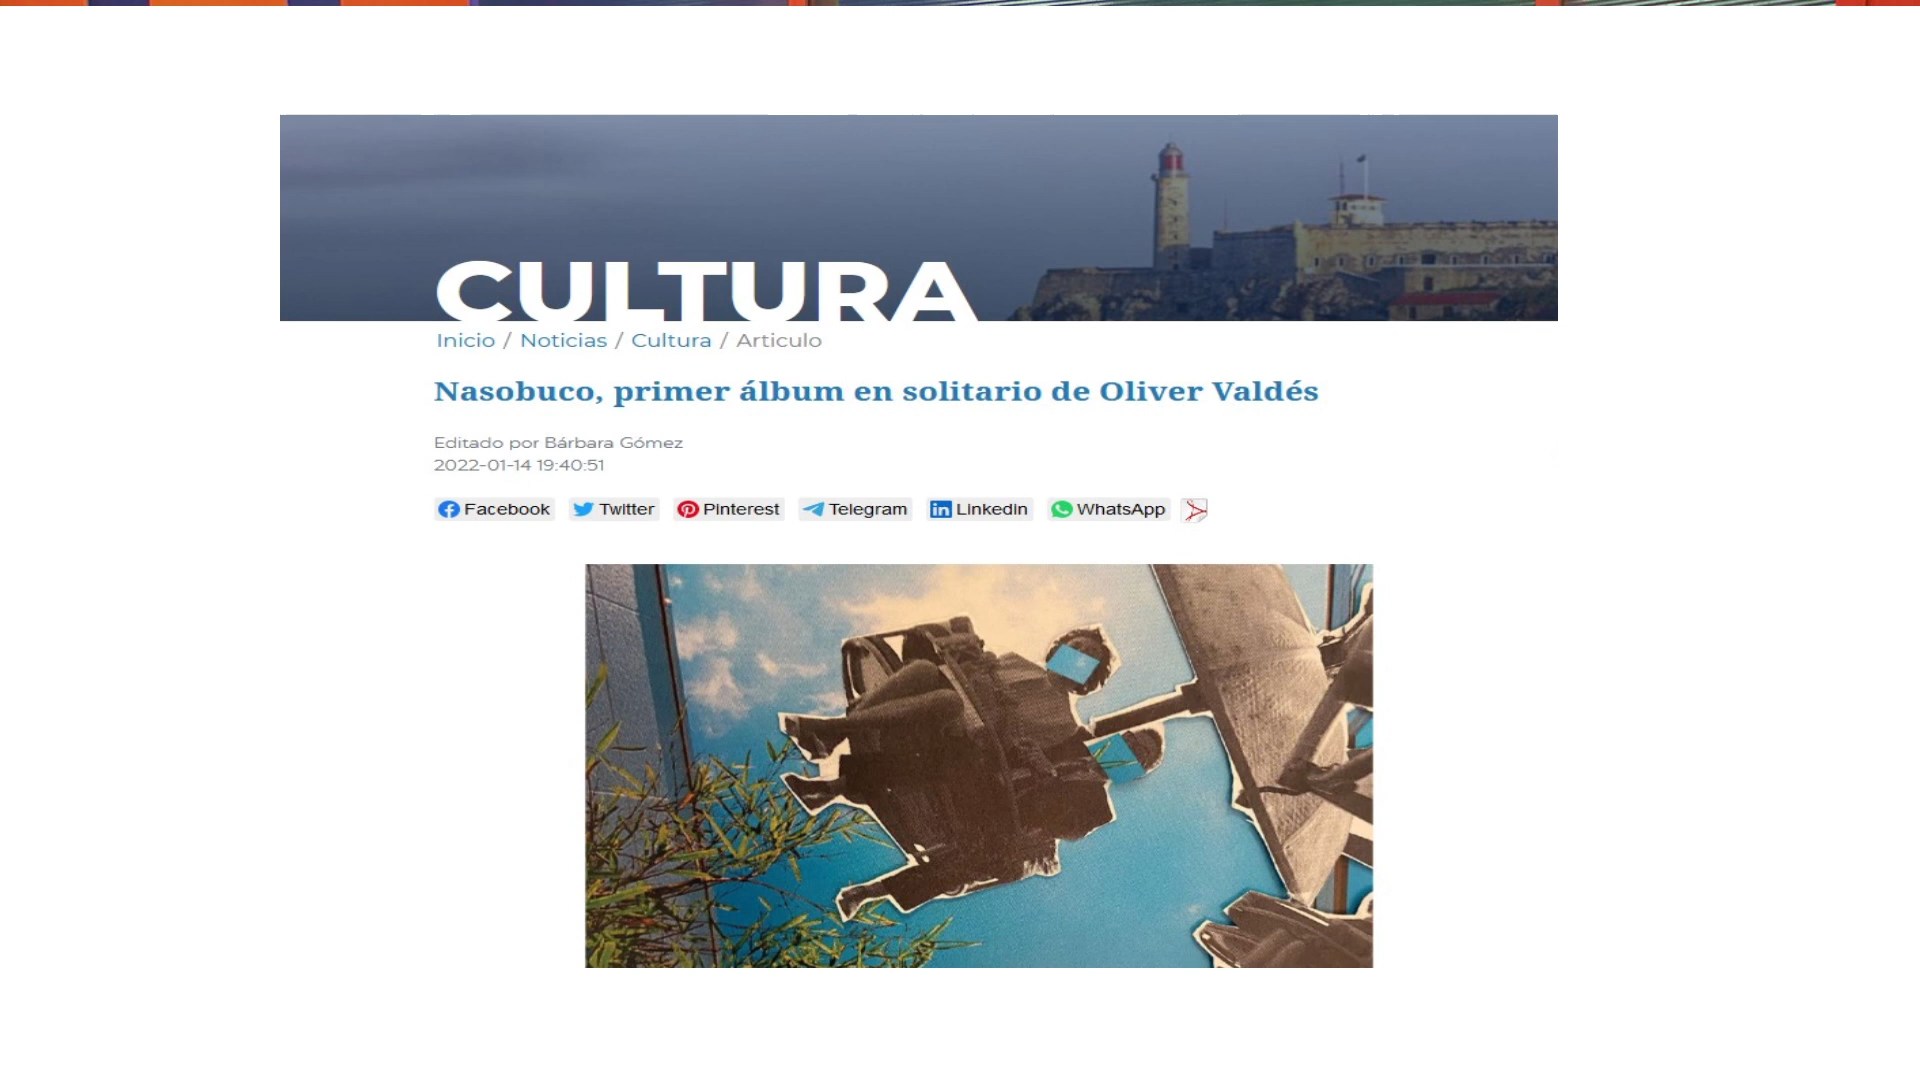 CULTURA
Inicio / Noticias / Cultura / Articulo
Nasobuco, primer álbum en solitario de Oliver Valdés
Editado por Bárbara Gómez
2022-01-14 19:40:51
Facebook Twitter Pinterest Telegram Linkedin WhatsApp